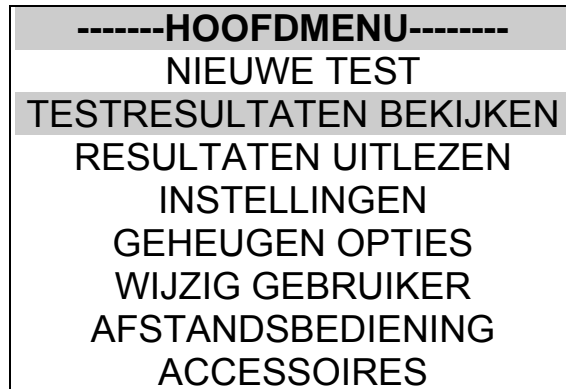 -------HOOFDMENU--------
NIEUWE TEST
TESTRESULTATEN BEKIJKEN
RESULTATEN UITLEZEN
INSTELLINGEN
GEHEUGEN OPTIES
WIJZIG GEBRUIKER
AFSTANDSBEDIENING
ACCESSOIRES